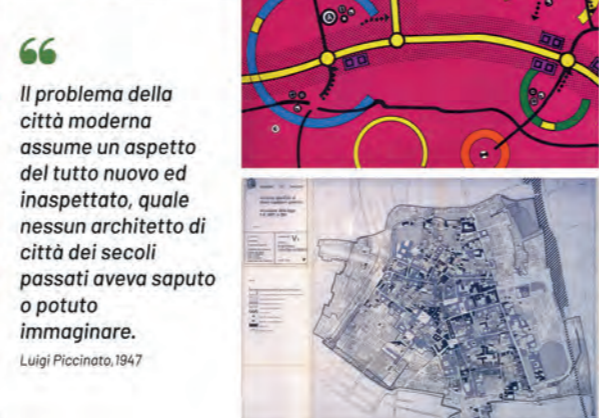 Il problema della
città moderna
assume un aspetto
del tutto nuovo ed
inaspettato, quale
nessun architetto di
città dei secoli
passati aveva saputo
o potuto
immaginare.
Luigi Piccinato, 1947